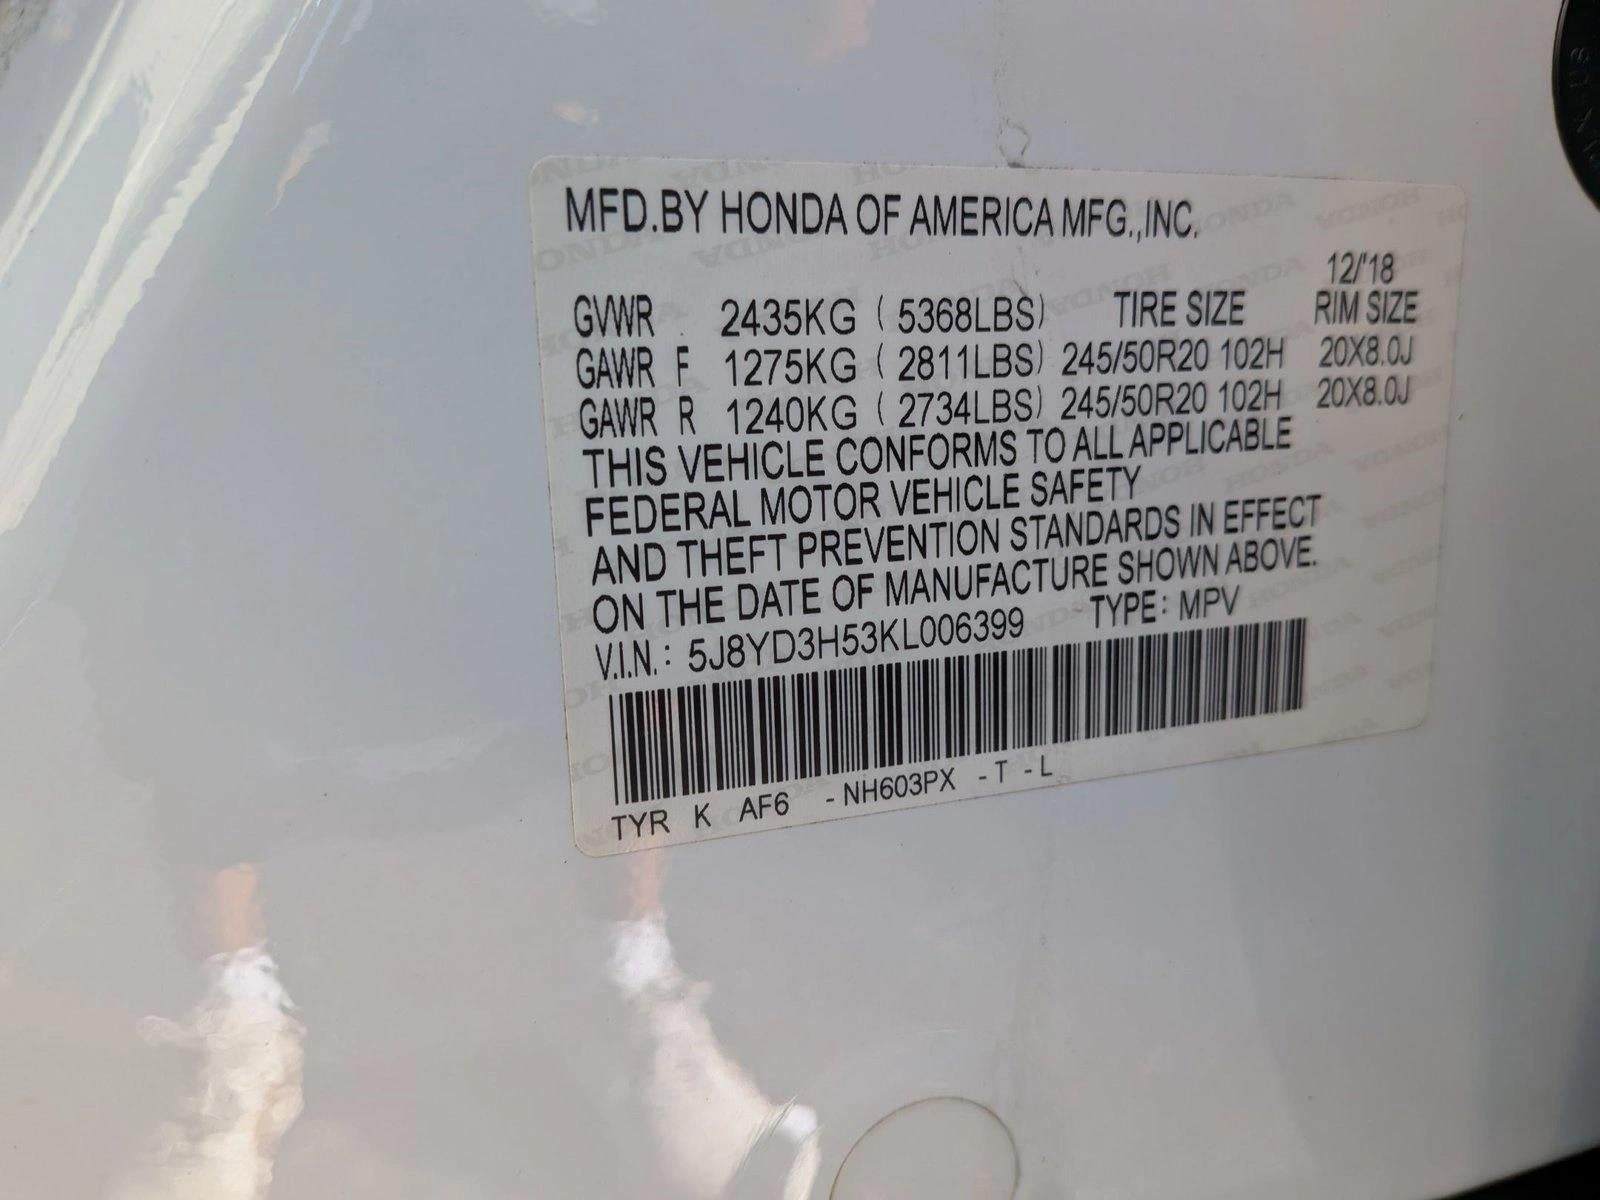 MFD.BY HONDA OF AMERICA MFG.,INC.
12/'18
GVWR 2435KG (5368LBS) TIRE SIZE RIM SIZE
GAWR F 1275KG (2811LBS) 245/50R20 102H 20X8.0J
GAWR R 1240KG (2734LBS) 245/50R20 102H 20X8.0J
THIS VEHICLE CONFORMS TO ALL APPLICABLE
FEDERAL MOTOR VEHICLE SAFETY
AND THEFT PREVENTION STANDARDS IN EFFECT
ON THE DATE OF MANUFACTURE SHOWN ABOVE.
V.I.N.: 5J8YD3H53KL006399 TYPE: MPV
TYR K AF6 -NH603PX -T -L